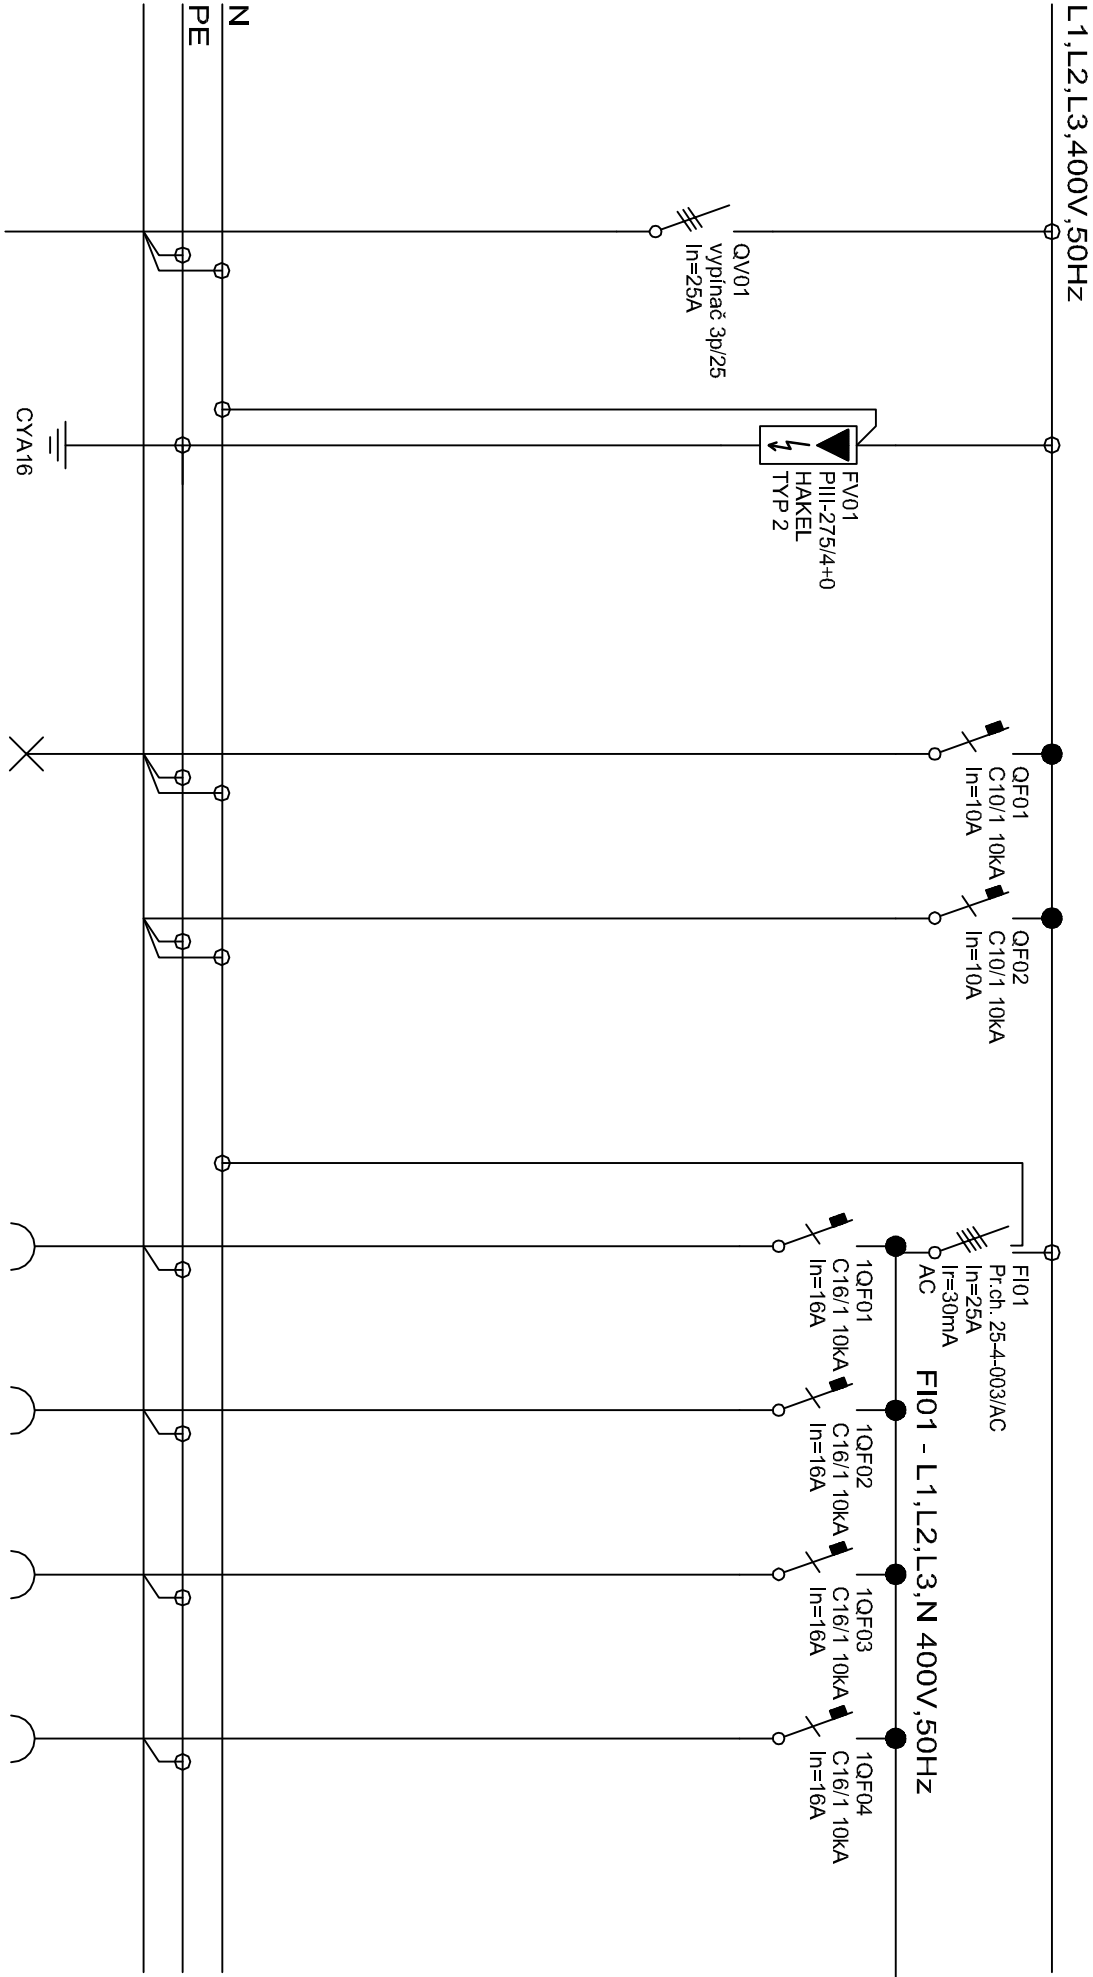 L1,L2,L3,400V,50Hz
N
PE
QV01
vypínač 3p/25
In=25A
FV01
PIII-275/4+0
HAKEL
TYP 2
CYA16
QF01
C10/1 10kA
In=10A
QF02
C10/1 10kA
In=10A
FI01
Pr.ch. 25-4-003/AC
In=25A
Ir=30mA
AC
FI01 - L1,L2,L3,N 400V,50Hz
1QF01
C16/1 10kA
In=16A
1QF02
C16/1 10kA
In=16A
1QF03
C16/1 10kA
In=16A
1QF04
C16/1 10kA
In=16A